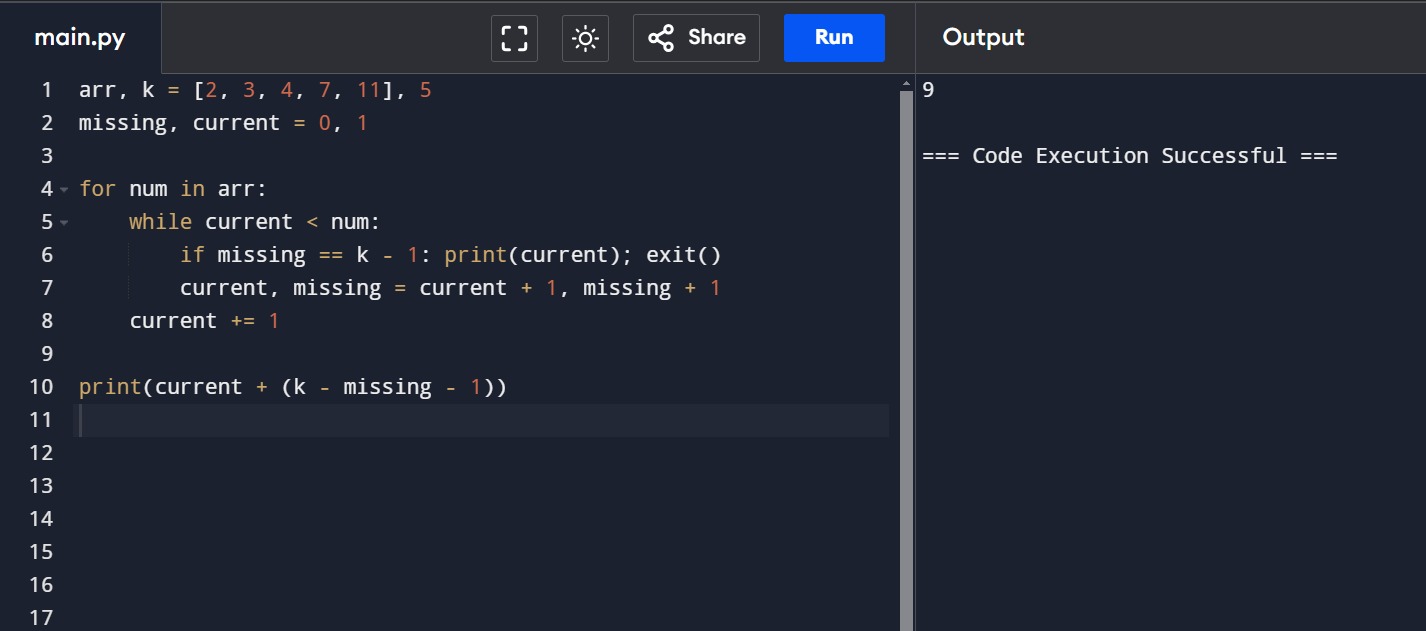 main.py
Share
Run
Output
1 arr, k = [2, 3, 4, 7, 11], 5
2 missing, current = 0, 1
3
4 for num in arr:
5     while current < num:
6         if missing == k - 1: print(current); exit()
7         current, missing = current + 1, missing + 1
8     current += 1
9
10 print(current + (k - missing - 1))
11
12
13
14
15
16
17
9
=== Code Execution Successful ===